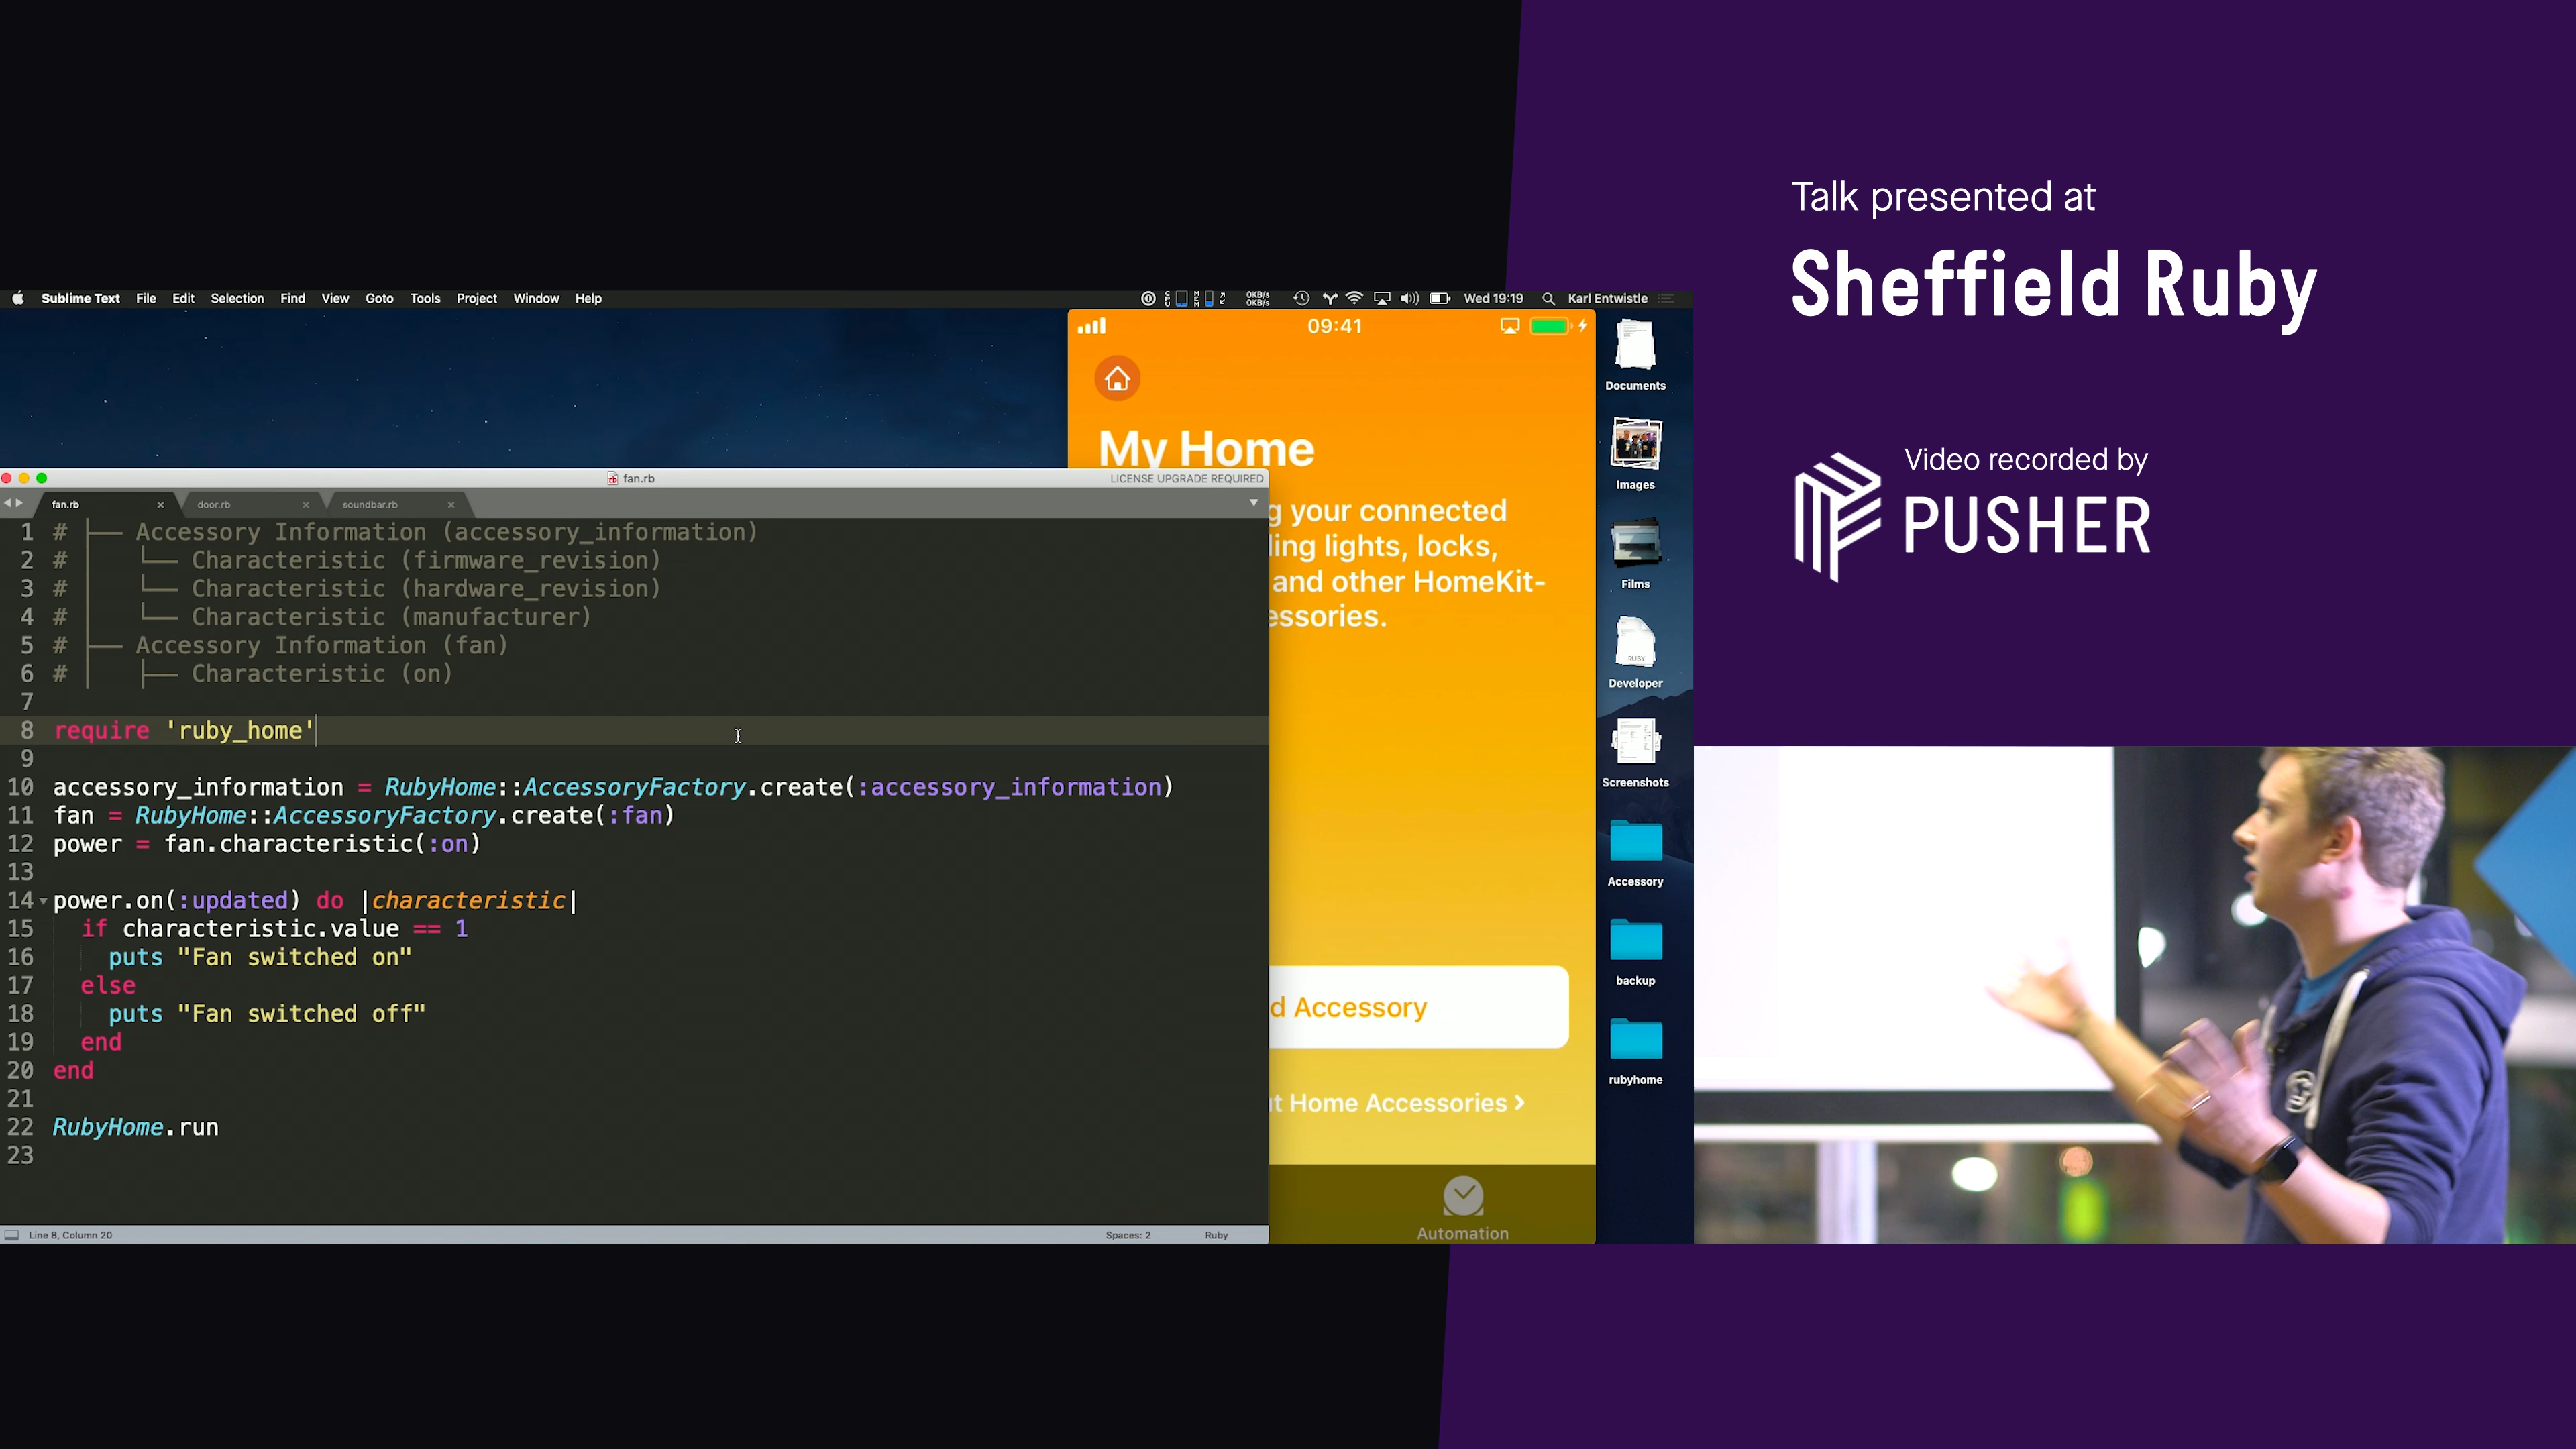 Talk presented at
Sheffield Ruby
Video recorded by
PUSHER
Sublime Text File Edit Selection Find View Goto Tools Project Window Help
0KB/s
0KB/s
Wed 19:19 Karl Entwistle
09:41
My Home
g your connected
ling lights, locks,
and other HomeKit-
essories.
d Accessory
t Home Accessories >
Automation
Documents
Images
Films
RUBY
Developer
Screenshots
Accessory
backup
rubyhome
fan.rb
LICENSE UPGRADE REQUIRED
fan.rb door.rb soundbar.rb
1 # ├── Accessory Information (accessory_information)
2 # │   └── Characteristic (firmware_revision)
3 # │   └── Characteristic (hardware_revision)
4 # │   └── Characteristic (manufacturer)
5 # ├── Accessory Information (fan)
6 # │   ├── Characteristic (on)
7
8 require 'ruby_home'
9
10 accessory_information = RubyHome::AccessoryFactory.create(:accessory_information)
11 fan = RubyHome::AccessoryFactory.create(:fan)
12 power = fan.characteristic(:on)
13
14 power.on(:updated) do |characteristic|
15   if characteristic.value == 1
16     puts "Fan switched on"
17   else
18     puts "Fan switched off"
19   end
20 end
21
22 RubyHome.run
23
Line 8, Column 20
Spaces: 2
Ruby